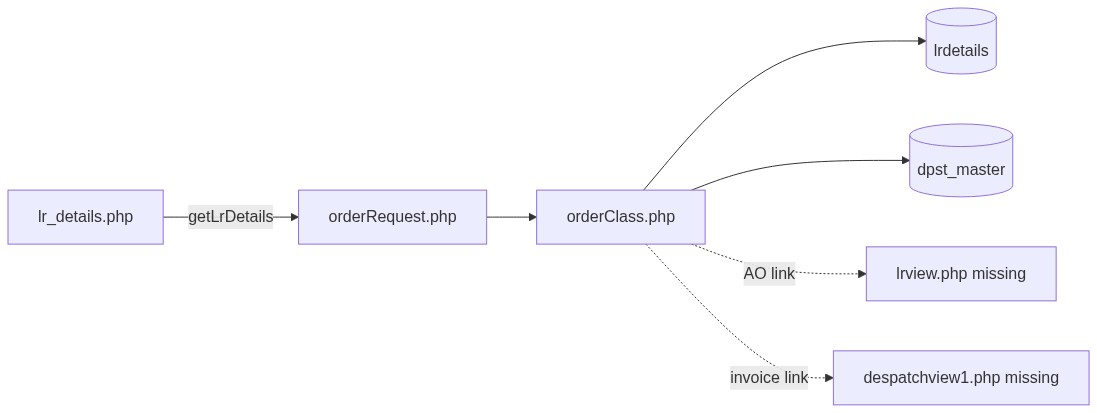 lrdetails
dpst_master
lr_details.php
getLrDetails
orderRequest.php
orderClass.php
AO link
lrview.php missing
invoice link
despatchview1.php missing